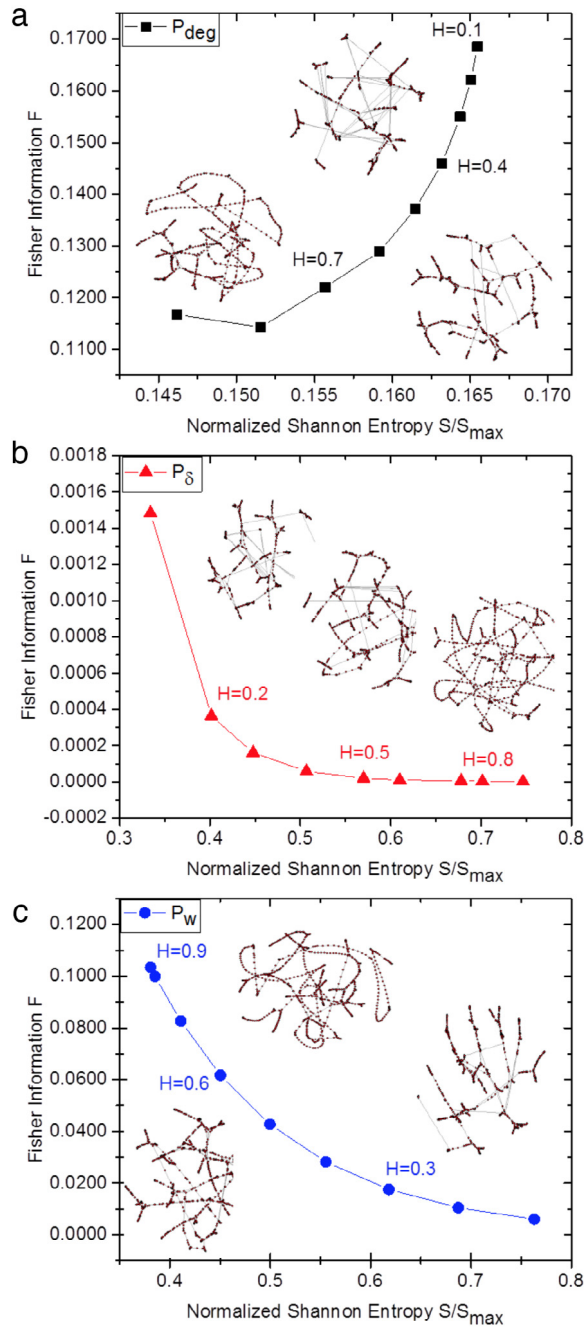 a
P_deg
H=0.1
H=0.4
H=0.7
Fisher Information F
0.1700
0.1600
0.1500
0.1400
0.1300
0.1200
0.1100
0.145 0.150 0.155 0.160 0.165 0.170
Normalized Shannon Entropy S/S_max
b
P_δ
H=0.2
H=0.5
H=0.8
Fisher Information F
0.0018
0.0016
0.0014
0.0012
0.0010
0.0008
0.0006
0.0004
0.0002
0.0000
-0.0002
0.3 0.4 0.5 0.6 0.7 0.8
Normalized Shannon Entropy S/S_max
c
P_w
H=0.9
H=0.6
H=0.3
Fisher Information F
0.1200
0.1000
0.0800
0.0600
0.0400
0.0200
0.0000
0.4 0.5 0.6 0.7 0.8
Normalized Shannon Entropy S/S_max